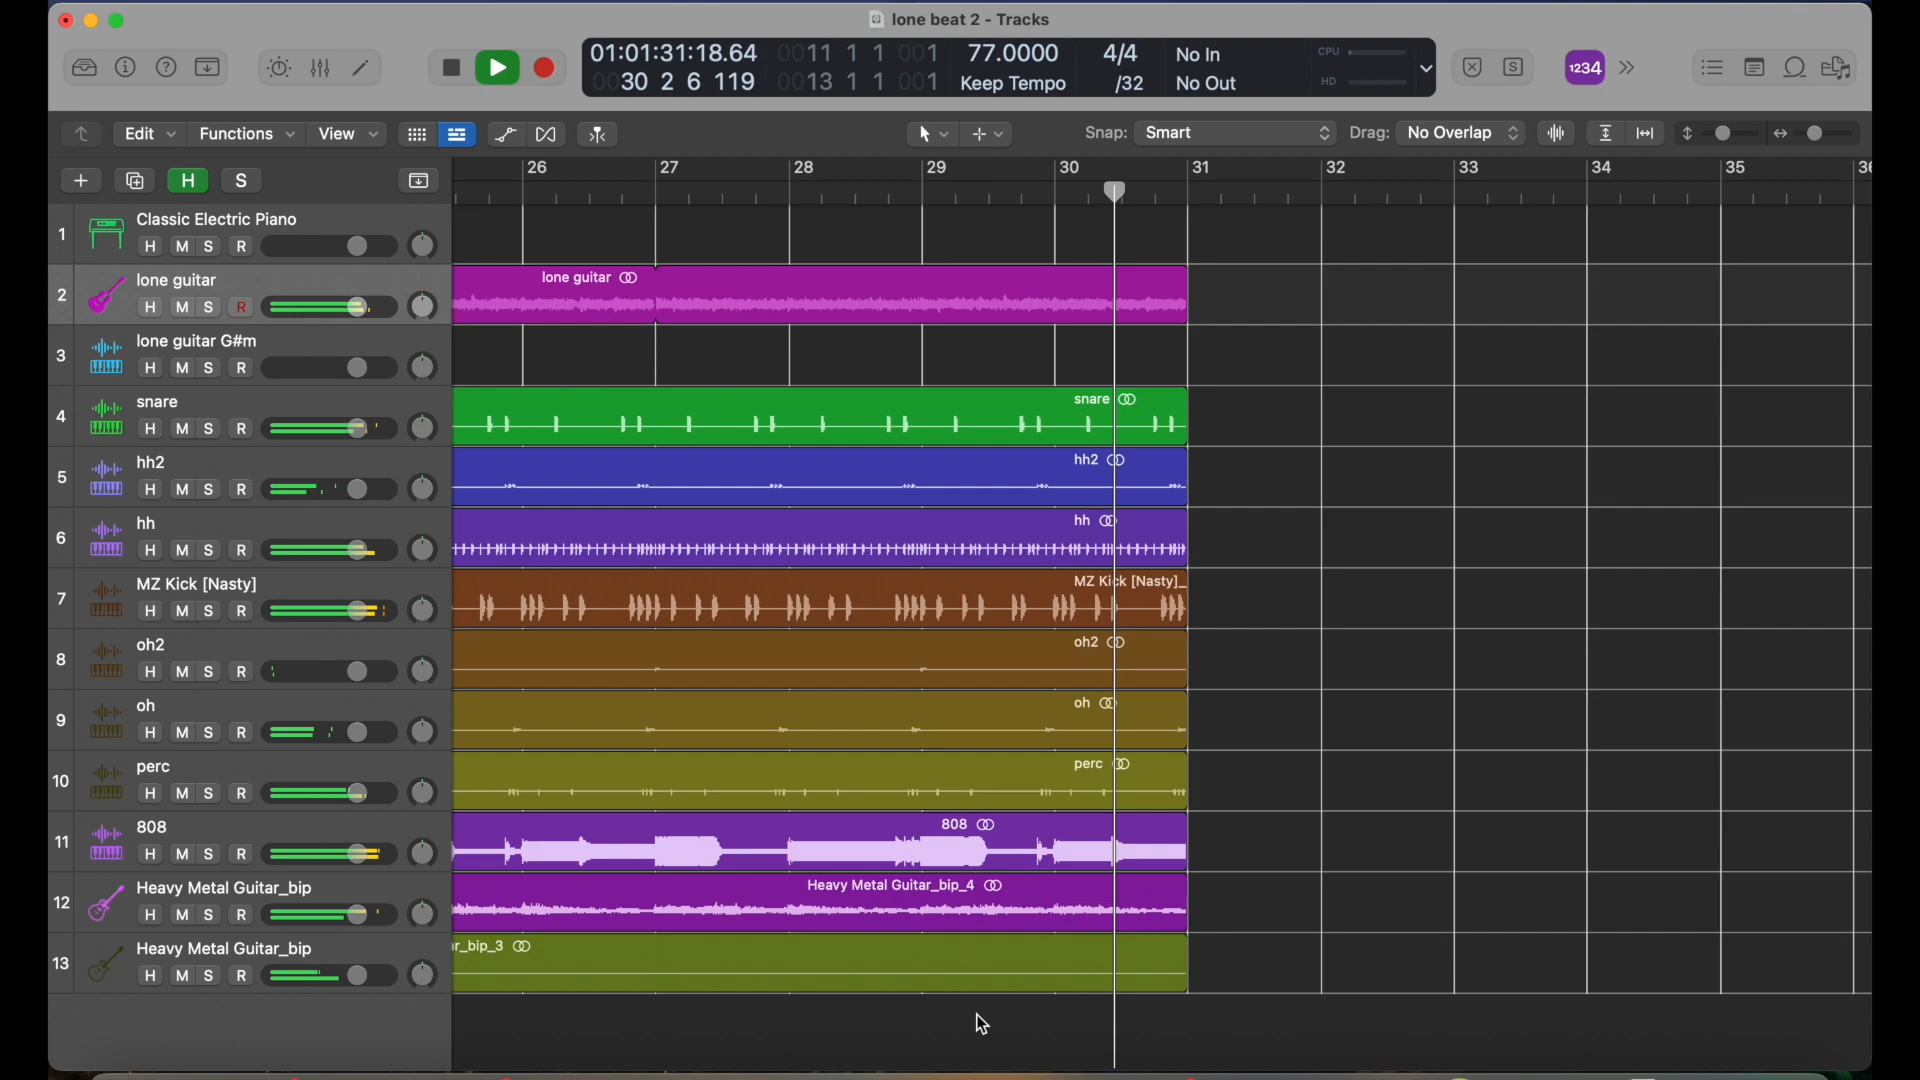 lone beat 2 - Tracks
01:01:31:18.64 0011 1 1 001 77.0000 4/4 No In CPU
0030 2 6 119 0013 1 1 001 Keep Tempo /32 No Out HD
S 1234
Edit Functions View Snap: Smart Drag: No Overlap
H S 26 27 28 29 30 31 32 33 34 35 36
1 Classic Electric Piano
H M S R
2 lone guitar lone guitar
H M S R
3 lone guitar G#m
H M S R
4 snare snare
H M S R
5 hh2 hh2
H M S R
6 hh hh
H M S R
7 MZ Kick [Nasty] MZ Kick [Nasty]_
H M S R
8 oh2 oh2
H M S R
9 oh oh
H M S R
10 perc perc
H M S R
11 808 808
H M S R
12 Heavy Metal Guitar_bip Heavy Metal Guitar_bip_4
H M S R
13 Heavy Metal Guitar_bip r_bip_3
H M S R